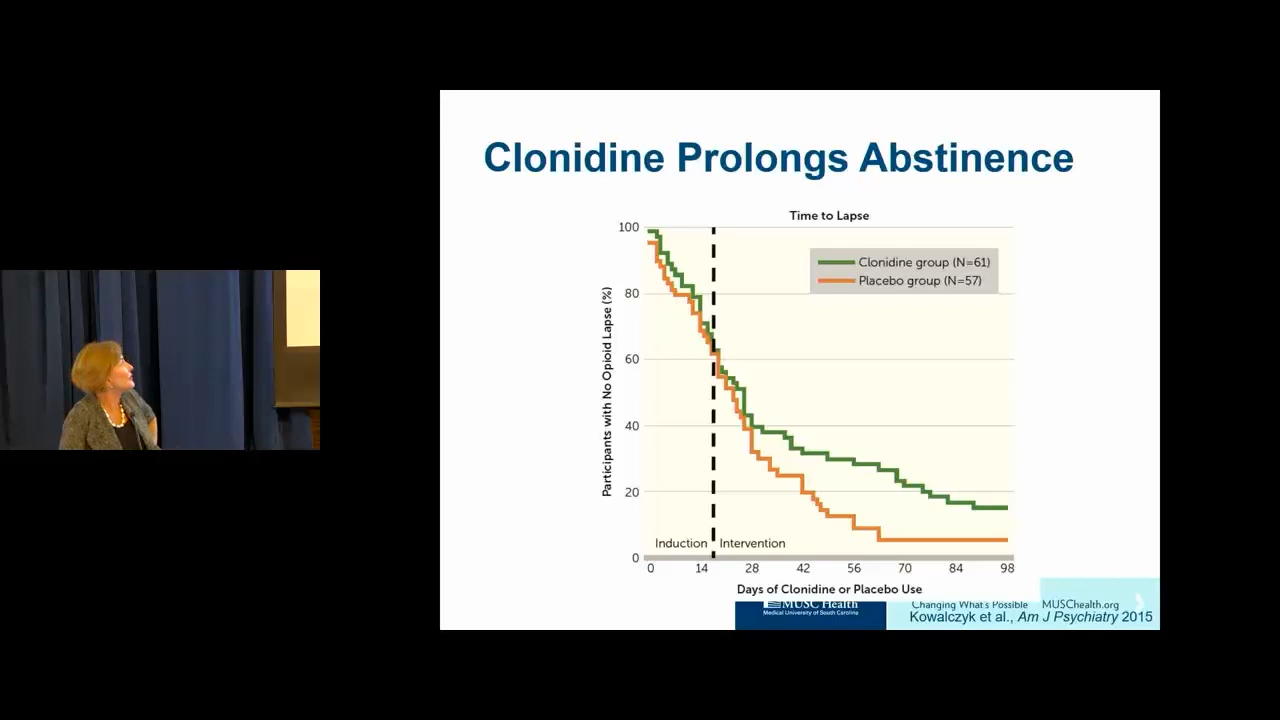 Clonidine Prolongs Abstinence
Time to Lapse
Participants with No Opioid Lapse (%)
100
80
60
40
20
0
Clonidine group (N=61)
Placebo group (N=57)
Induction
Intervention
0 14 28 42 56 70 84 98
Days of Clonidine or Placebo Use
MUSC Health
Medical University of South Carolina
Changing What's Possible MUSChealth.org
Kowalczyk et al., Am J Psychiatry 2015